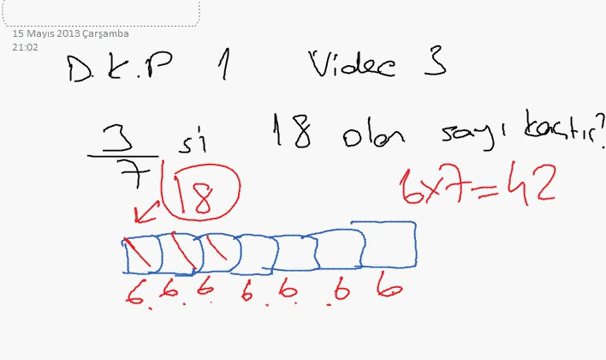 15 Mayıs 2013 Çarşamba
21:02
D.K.P 1 Video 3
3/7 si 18 olan sayı kaçtır?
18
6x7=42
6. 6. 6. 6. 6. 6. 6